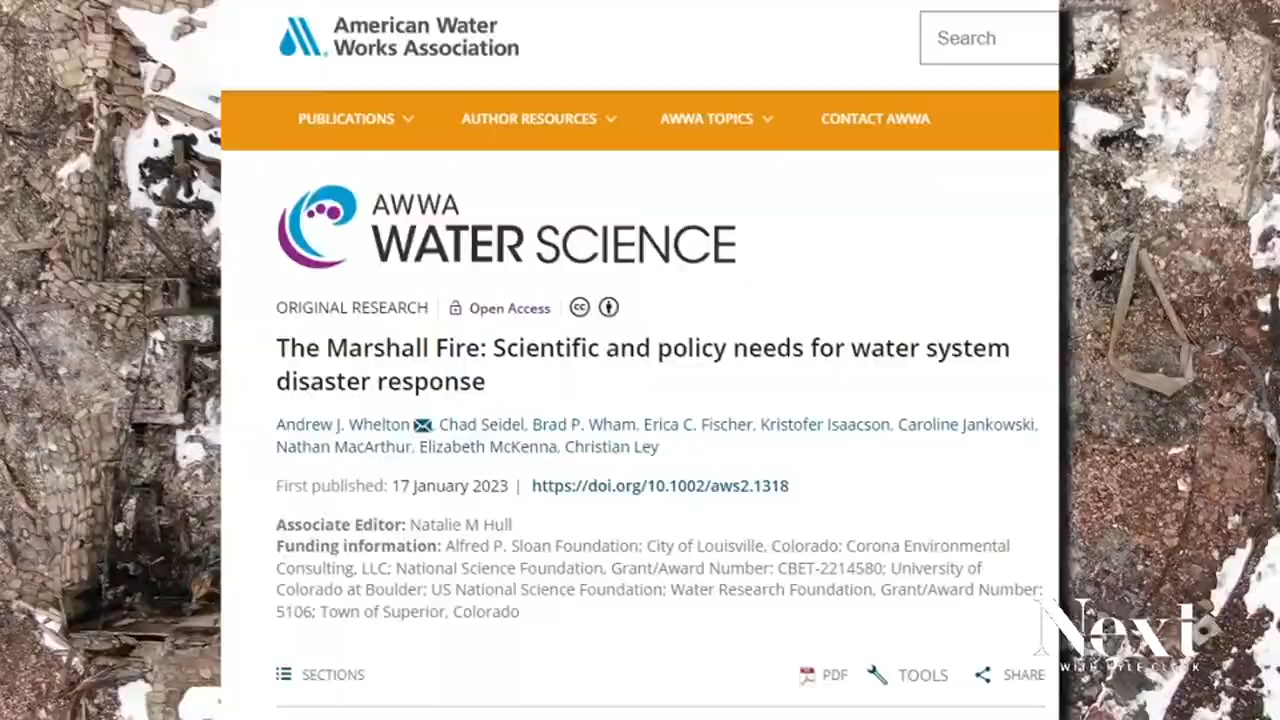 American Water
Works Association
Search
PUBLICATIONS
AUTHOR RESOURCES
AWWA TOPICS
CONTACT AWWA
AWWA
WATER SCIENCE
ORIGINAL RESEARCH
Open Access
cc
The Marshall Fire: Scientific and policy needs for water system
disaster response
Andrew J. Whelton, Chad Seidel, Brad P. Wham, Erica C. Fischer, Kristofer Isaacson, Caroline Jankowski,
Nathan MacArthur, Elizabeth McKenna, Christian Ley
First published: 17 January 2023 | https://doi.org/10.1002/aws2.1318
Associate Editor: Natalie M Hull
Funding information: Alfred P. Sloan Foundation; City of Louisville, Colorado; Corona Environmental
Consulting, LLC; National Science Foundation, Grant/Award Number: CBET-2214580; University of
Colorado at Boulder; US National Science Foundation; Water Research Foundation, Grant/Award Number:
5106; Town of Superior, Colorado
SECTIONS
PDF
TOOLS
SHARE
Next
WITH KYLE CLARK